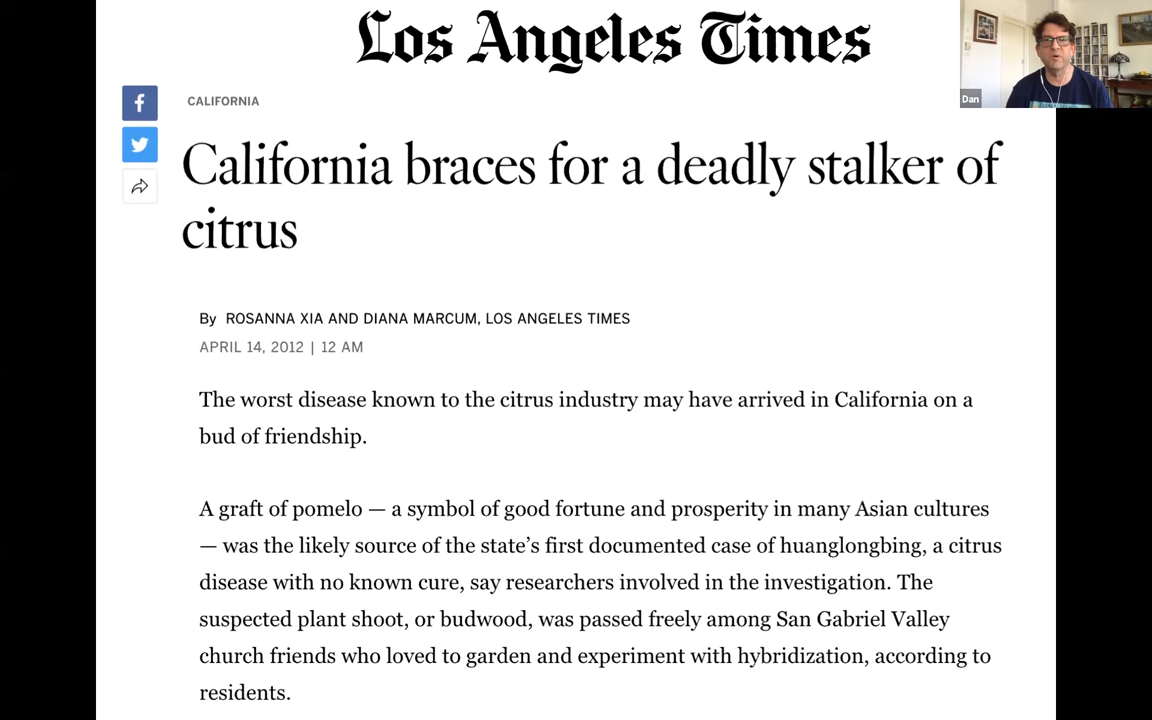 Los Angeles Times
Dan
CALIFORNIA
California braces for a deadly stalker of
citrus
By ROSANNA XIA AND DIANA MARCUM, LOS ANGELES TIMES
APRIL 14, 2012 | 12 AM
The worst disease known to the citrus industry may have arrived in California on a
bud of friendship.
A graft of pomelo — a symbol of good fortune and prosperity in many Asian cultures
— was the likely source of the state’s first documented case of huanglongbing, a citrus
disease with no known cure, say researchers involved in the investigation. The
suspected plant shoot, or budwood, was passed freely among San Gabriel Valley
church friends who loved to garden and experiment with hybridization, according to
residents.